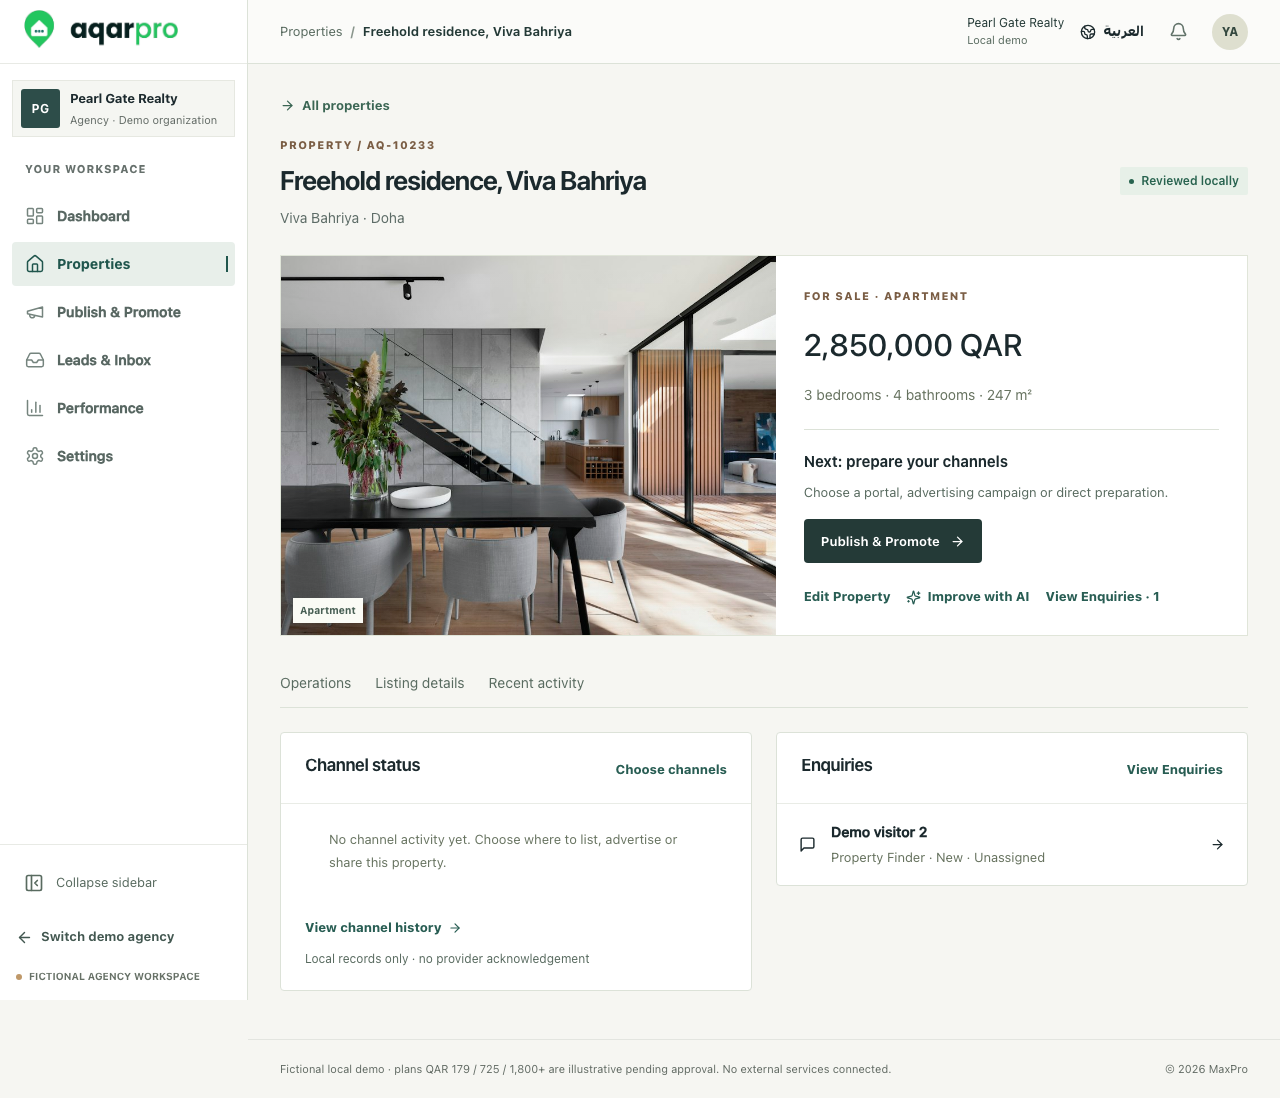 aqarpro
Properties / Freehold residence, Viva Bahriya
Pearl Gate Realty
Local demo
العربية
YA
PG
Pearl Gate Realty
Agency · Demo organization
YOUR WORKSPACE
Dashboard
Properties
Publish & Promote
Leads & Inbox
Performance
Settings
Collapse sidebar
Switch demo agency
FICTIONAL AGENCY WORKSPACE
All properties
PROPERTY / AQ-10233
Freehold residence, Viva Bahriya
Reviewed locally
Viva Bahriya · Doha
Apartment
FOR SALE · APARTMENT
2,850,000 QAR
3 bedrooms · 4 bathrooms · 247 m²
Next: prepare your channels
Choose a portal, advertising campaign or direct preparation.
Publish & Promote
Edit Property Improve with AI View Enquiries · 1
Operations Listing details Recent activity
Channel status
Choose channels
No channel activity yet. Choose where to list, advertise or
share this property.
View channel history
Local records only · no provider acknowledgement
Enquiries
View Enquiries
Demo visitor 2
Property Finder · New · Unassigned
Fictional local demo · plans QAR 179 / 725 / 1,800+ are illustrative pending approval. No external services connected.
© 2026 MaxPro